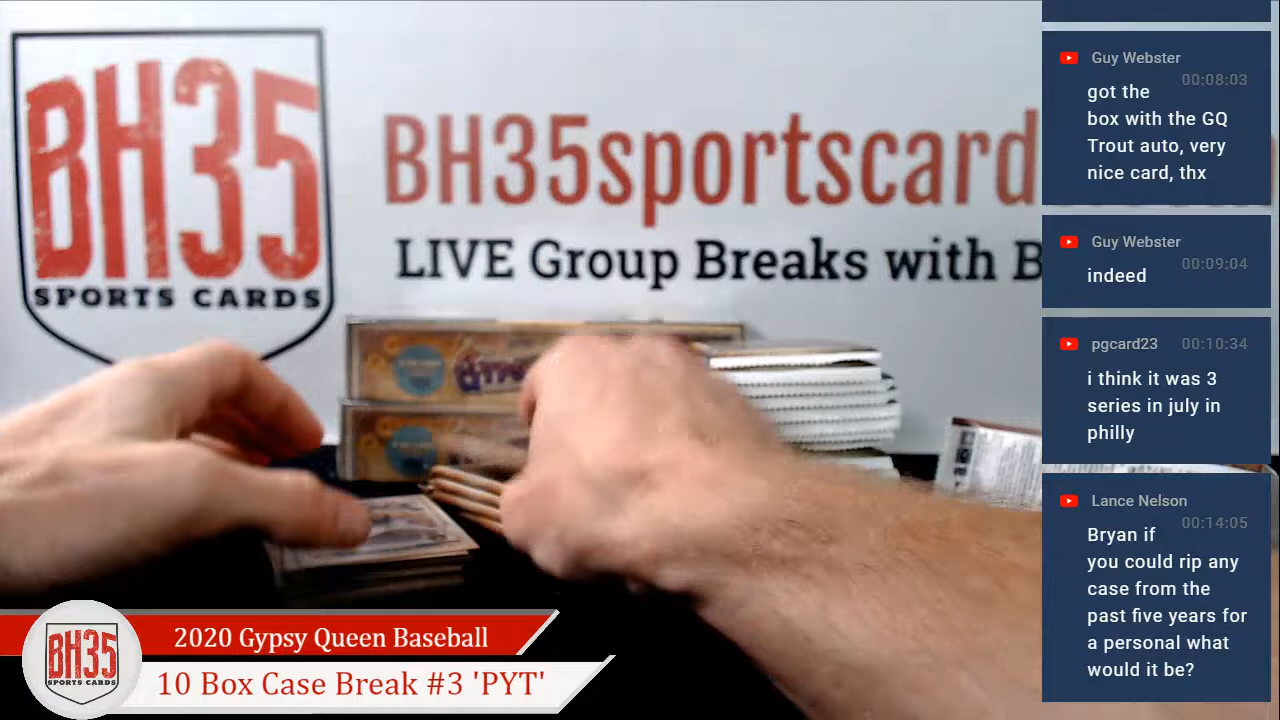 BH35
SPORTS CARDS
BH35sportscard
LIVE Group Breaks with B
Guy Webster
00:08:03
got the
box with the GQ
Trout auto, very
nice card, thx
Guy Webster
00:09:04
indeed
pgcard23 00:10:34
i think it was 3
series in july in
philly
Lance Nelson
00:14:05
Bryan if
you could rip any
case from the
past five years for
a personal what
would it be?
BH35
SPORTS CARDS
2020 Gypsy Queen Baseball
10 Box Case Break #3 'PYT'